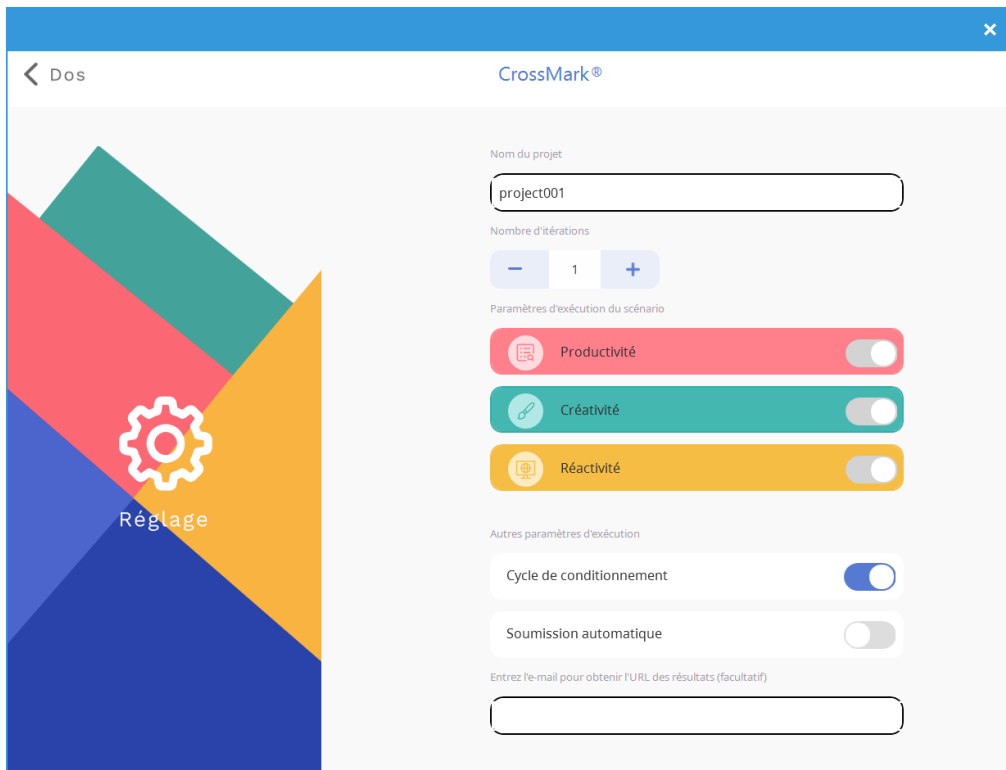 Dos
CrossMark®
Nom du projet
project001
Nombre d'itérations
1
Paramètres d'exécution du scénario
Productivité
Créativité
Réactivité
Réglage
Autres paramètres d'exécution
Cycle de conditionnement
Soumission automatique
Entrez l'e-mail pour obtenir l'URL des résultats (facultatif)